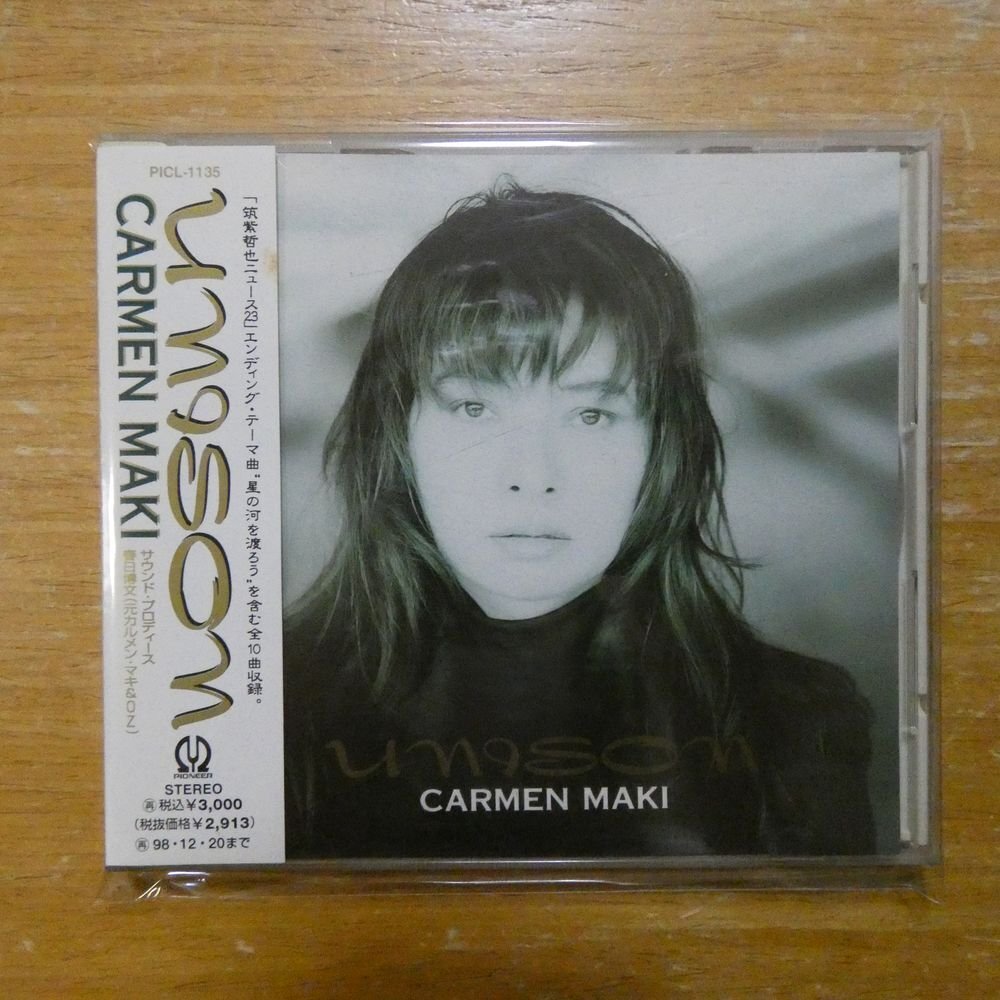 PICL-1135
unison
CARMEN MAKI
「筑紫哲也ニュース23」エンディング・テーマ曲“星の河を渡ろう”を含む全10曲収録。
サウンド・プロデュース
春日博文(元カルメン・マキ&OZ)
PIONEER
STEREO
再税込¥3,000
(税抜価格¥2,913)
再98・12・20まで
unison
CARMEN MAKI